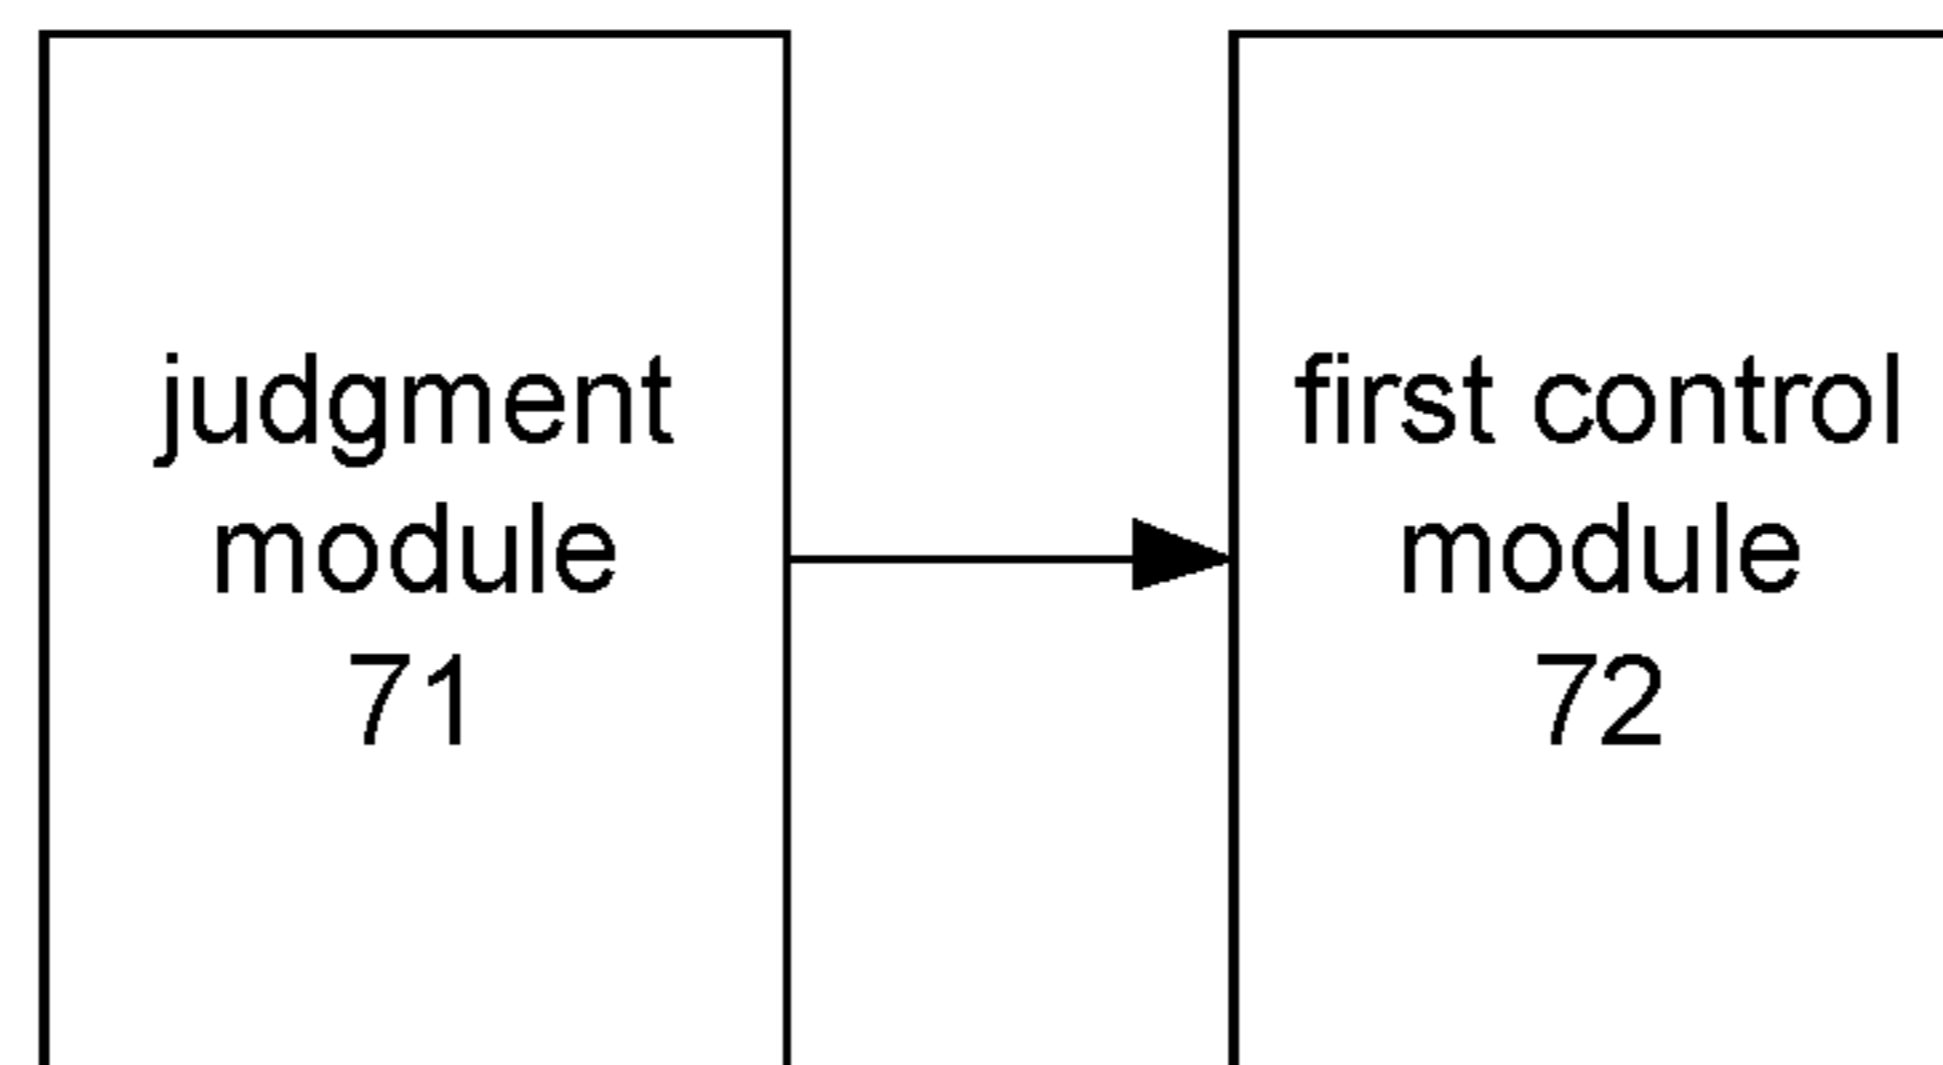 judgment
module
71
first control
module
72